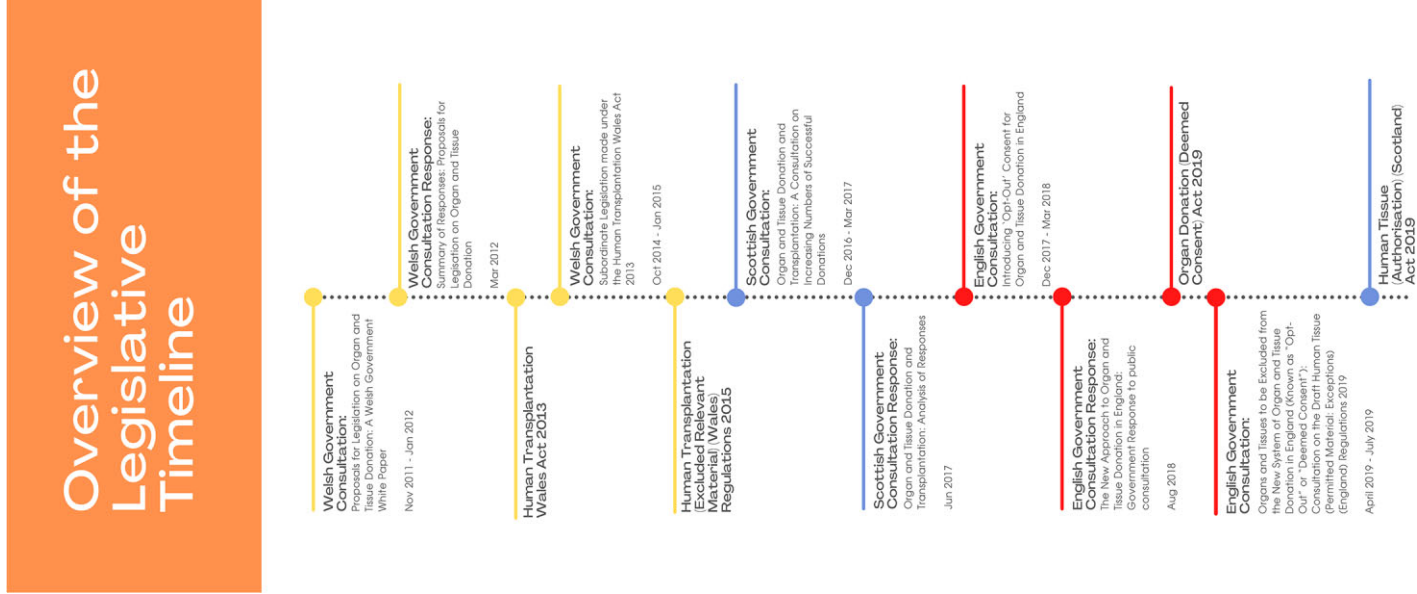 Overview of the
Legislative
Timeline
Welsh Government
Consultation:
Proposals for Legislation on Organ and
Tissue Donation: A Welsh Government
White Paper
Nov 2011 - Jan 2012
Welsh Government
Consultation Response:
Summary of Responses: Proposals for
Legisation on Organ and Tissue
Donation
Mar 2012
Human Transplantation
Wales Act 2013
Welsh Government
Consultation:
Subordinate Legislation made under
the Human Transplantation Wales Act
2013
Oct 2014 - Jan 2015
Human Transplantation
(Excluded Relevant
Material) (Wales)
Regulations 2015
Scottish Government
Consultation:
Organ and Tissue Donation and
Transplantation: A Consultation on
Increasing Numbers of Successful
Donations
Dec 2016 - Mar 2017
Scottish Government
Consultation Response:
Organ and Tissue Donation and
Transplantation: Analysis of Responses
Jun 2017
English Government
Consultation:
Introducing 'Opt-Out' Consent for
Organ and Tissue Donation in England
Dec 2017 - Mar 2018
English Government
Consultation Response:
The New Approach to Organ and
Tissue Donation in England:
Government Response to public
consultation
Aug 2018
Organ Donation (Deemed
Consent) Act 2019
English Government
Consultation:
Organs and Tissues to be Excluded from
the New System of Organ and Tissue
Donation in England (Known as "Opt-
Out" or "Deemed Consent"):
Consultation on the Draft Human Tissue
(Permitted Material: Exceptions)
(England) Regulations 2019
April 2019 - July 2019
Human Tissue
(Authorisation) (Scotland)
Act 2019